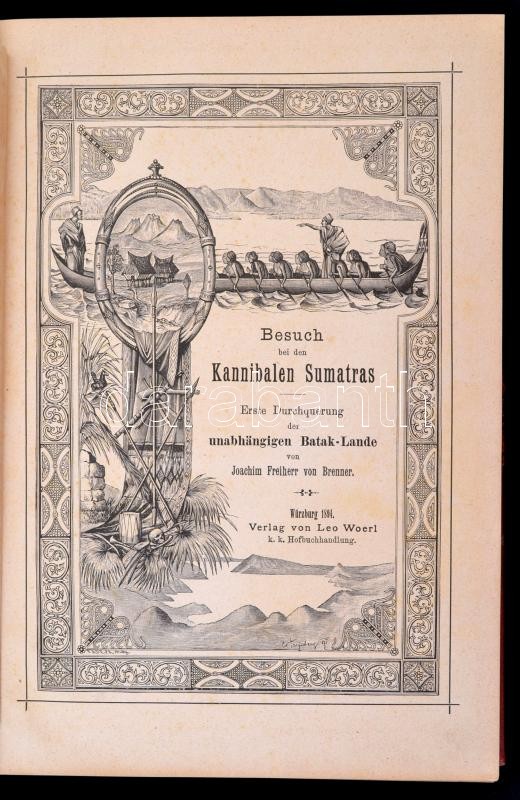 Besuch
bei den
Kannibalen Sumatras
Erste Durchquerung
der
unabhängigen Batak-Lande
von
Joachim Freiherr von Brenner.
Würzburg 1894.
Verlag von Leo Woerl
k. k. Hofbuchhandlung.
darabanth